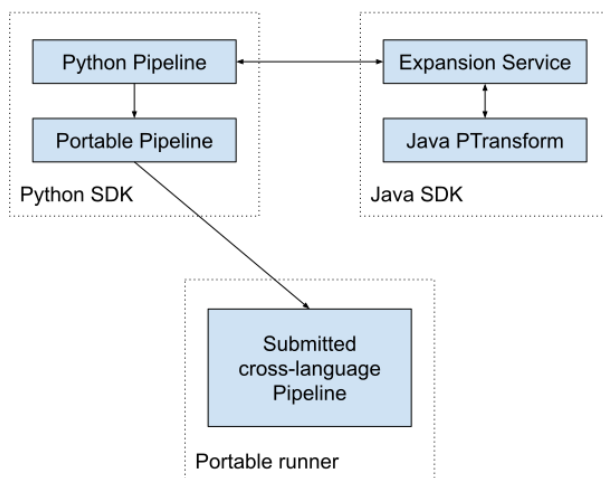 Python Pipeline
Portable Pipeline
Python SDK
Expansion Service
Java PTransform
Java SDK
Submitted
cross-language
Pipeline
Portable runner